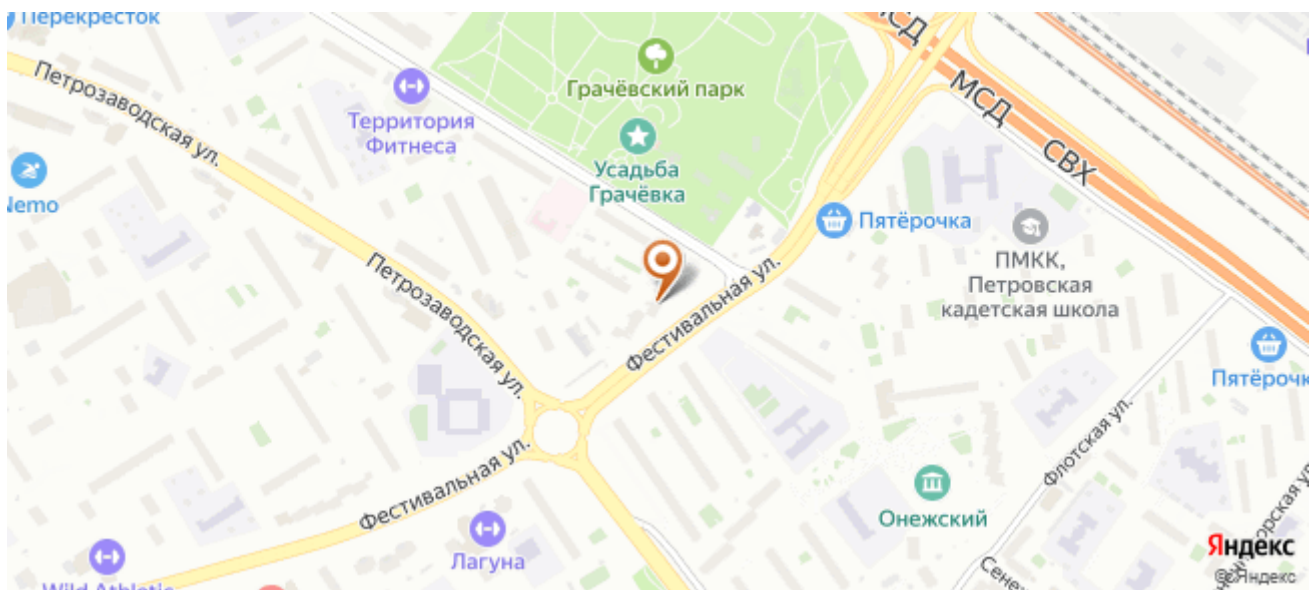 Перекресток
Петрозаводская ул.
Территория
Фитнеса
Грачёвский парк
Усадьба
Грачёвка
МСД
МСД
СВХ
Nemo
Пятёрочка
ПМКК,
Петровская
кадетская школа
Петрозаводская ул.
Фестивальная ул.
Пятёрочк
Флотская ул.
Фестивальная ул.
Лагуна
Онежский
Wild Athletic
Яндекс
© Яндекс